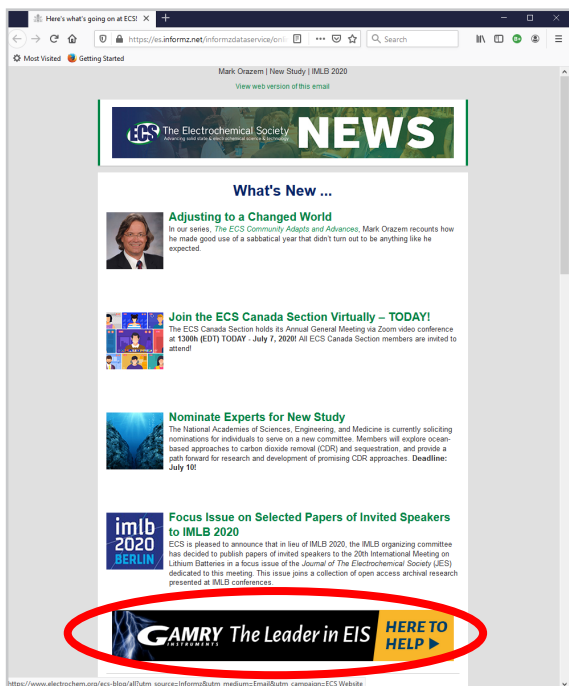 Here's what's going on at ECS!
https://es.informz.net/informzdataservice/onli
Search
Most Visited
Getting Started
Mark Orazem | New Study | IMLB 2020
View web version of this email
ECS
The Electrochemical Society
Advancing solid state & electrochemical science & technology
NEWS
What's New ...
Adjusting to a Changed World
In our series, The ECS Community Adapts and Advances, Mark Orazem recounts how
he made good use of a sabbatical year that didn't turn out to be anything like he
expected.
Join the ECS Canada Section Virtually – TODAY!
The ECS Canada Section holds its Annual General Meeting via Zoom video conference
at 1300h (EDT) TODAY - July 7, 2020! All ECS Canada Section members are invited to
attend!
Nominate Experts for New Study
The National Academies of Sciences, Engineering, and Medicine is currently soliciting
nominations for individuals to serve on a new committee. Members will explore ocean-
based approaches to carbon dioxide removal (CDR) and sequestration, and provide a
path forward for research and development of promising CDR approaches. Deadline:
July 10!
imlb
2020
BERLIN
Focus Issue on Selected Papers of Invited Speakers
to IMLB 2020
ECS is pleased to announce that in lieu of IMLB 2020, the IMLB organizing committee
has decided to publish papers of invited speakers to the 20th International Meeting on
Lithium Batteries in a focus issue of the Journal of The Electrochemical Society (JES)
dedicated to this meeting. This issue joins a collection of open access archival research
presented at IMLB conferences.
GAMRY
INSTRUMENTS
The Leader in EIS
HERE TO
HELP
https://www.electrochem.org/ecs-blog/all?utm_source=Informz&utm_medium=Email&utm_campaign=ECS Website